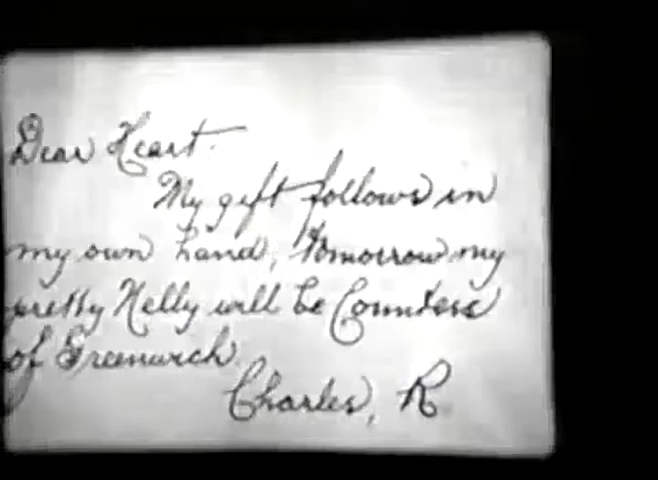 Dear Heart.
My gift follows in
my own hand, tomorrow my
pretty Nelly will be Countess
of Greenwich.
Charles, R